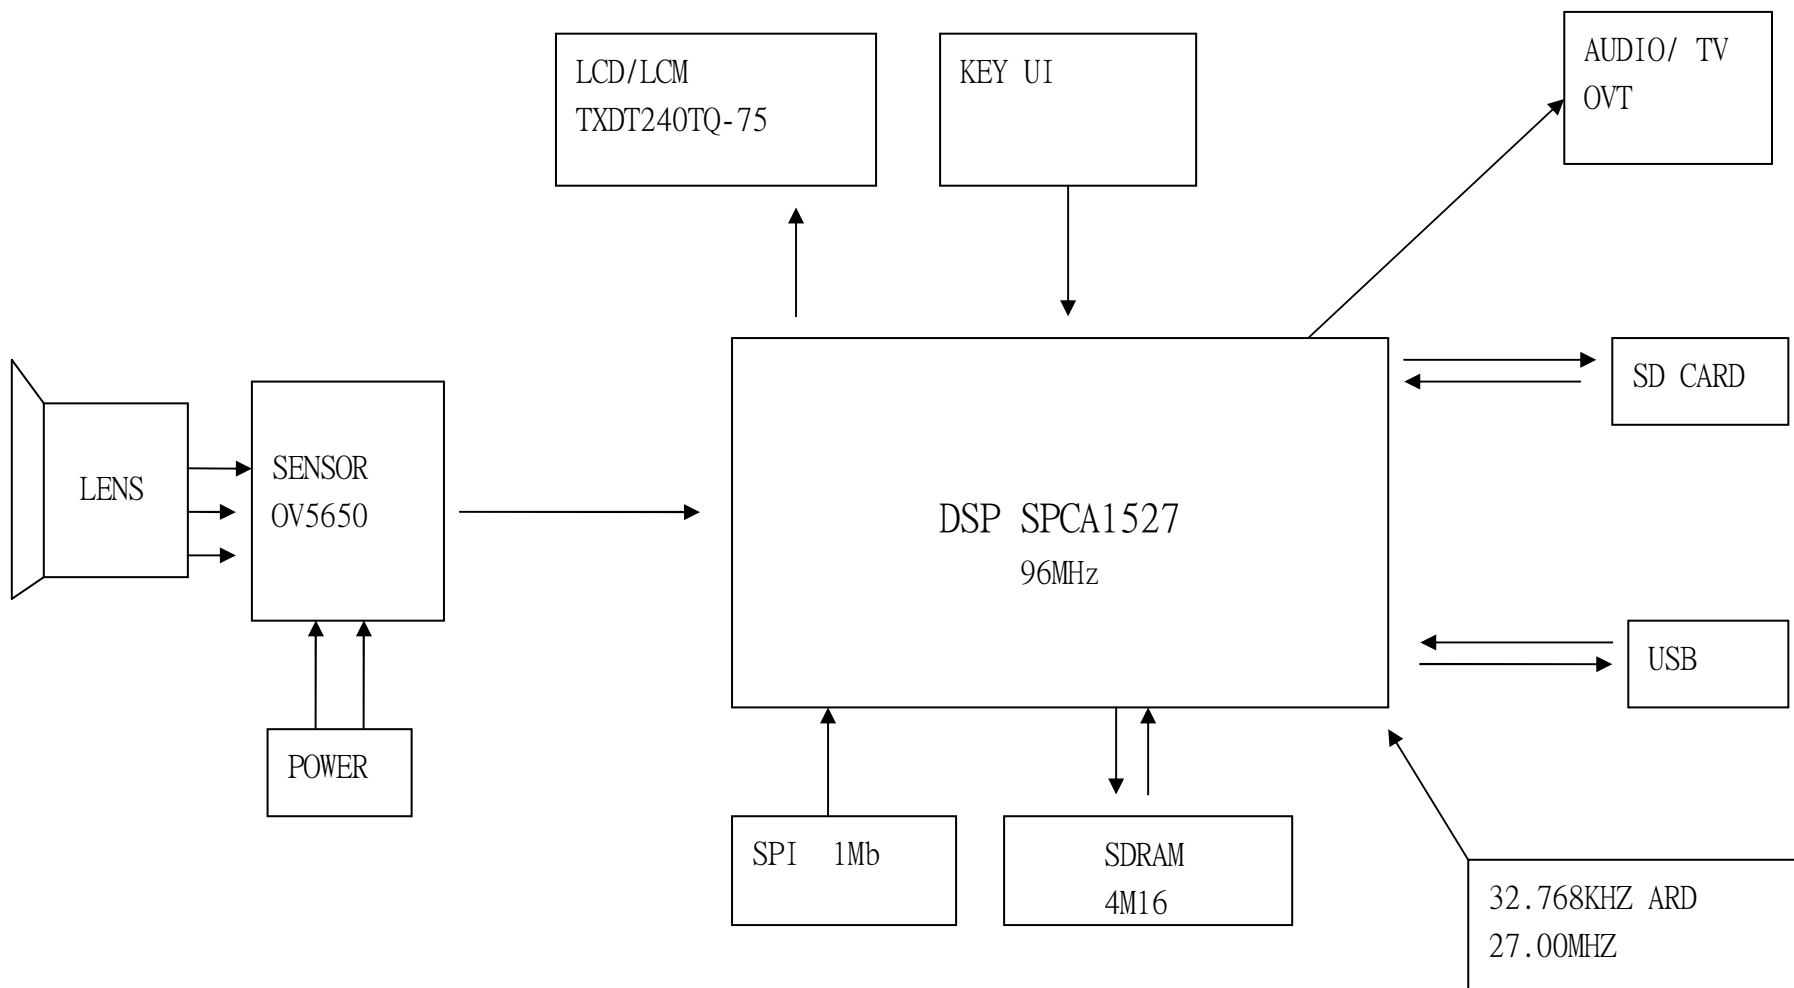 LCD/LCM
TXDT240TQ-75
KEY UI
AUDIO/ TV
OVT
SD CARD
LENS
SENSOR
OV5650
DSP SPCA1527
96MHz
USB
POWER
SPI 1Mb
SDRAM
4M16
32.768KHZ ARD
27.00MHZ